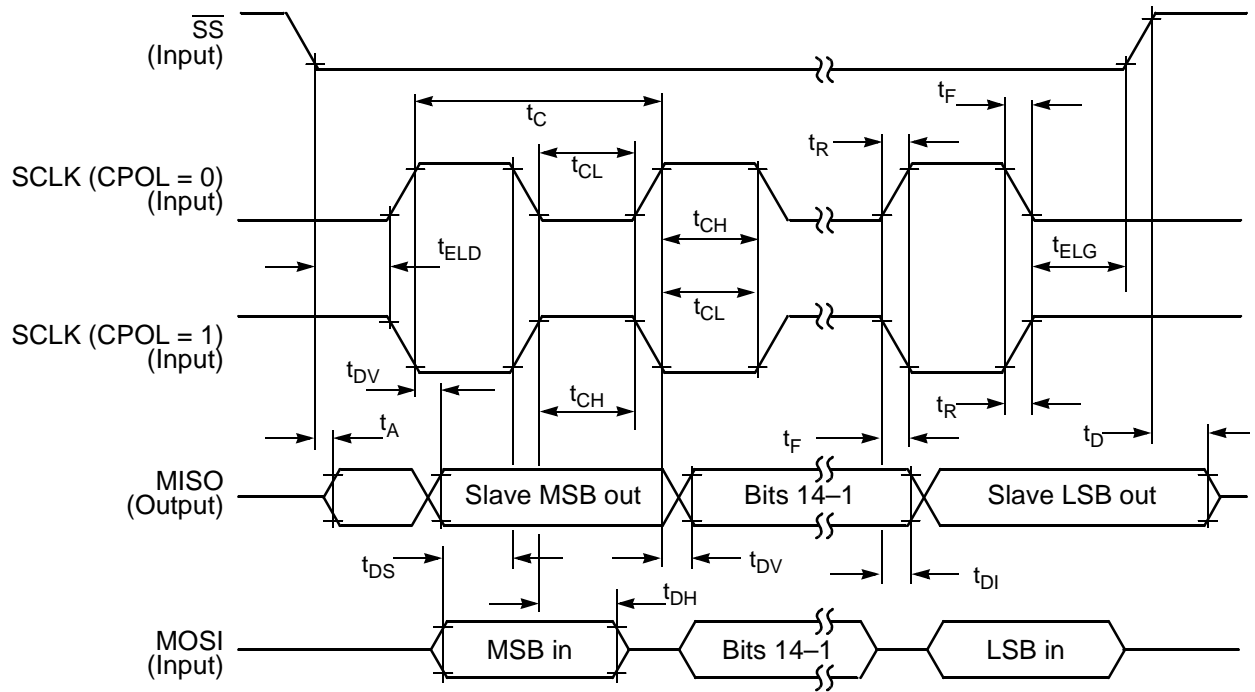 SS
(Input)
tF
tC
tR
tCL
SCLK (CPOL = 0)
(Input)
tCH
tELD
tELG
tCL
SCLK (CPOL = 1)
(Input)
tDV
tCH
tR
tA
tF
tD
MISO
(Output)
Slave MSB out
Bits 14–1
Slave LSB out
tDS
tDV
tDI
tDH
MOSI
(Input)
MSB in
Bits 14–1
LSB in